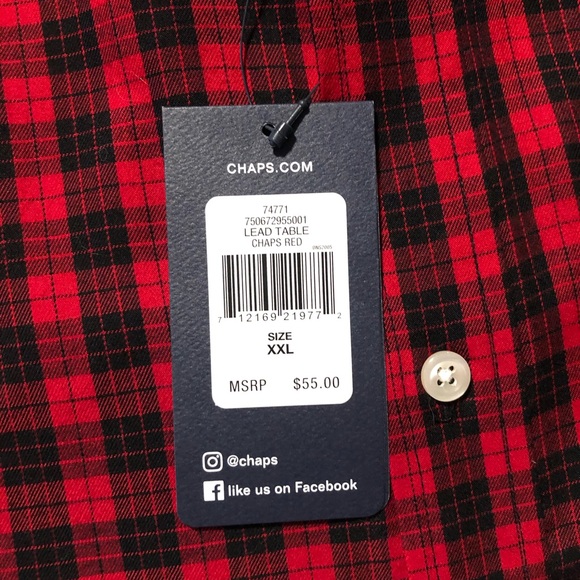 CHAPS.COM
74771
750672955001
LEAD TABLE
CHAPS RED
7 12169 21977 2
SIZE
XXL
MSRP $55.00
@chaps
like us on Facebook